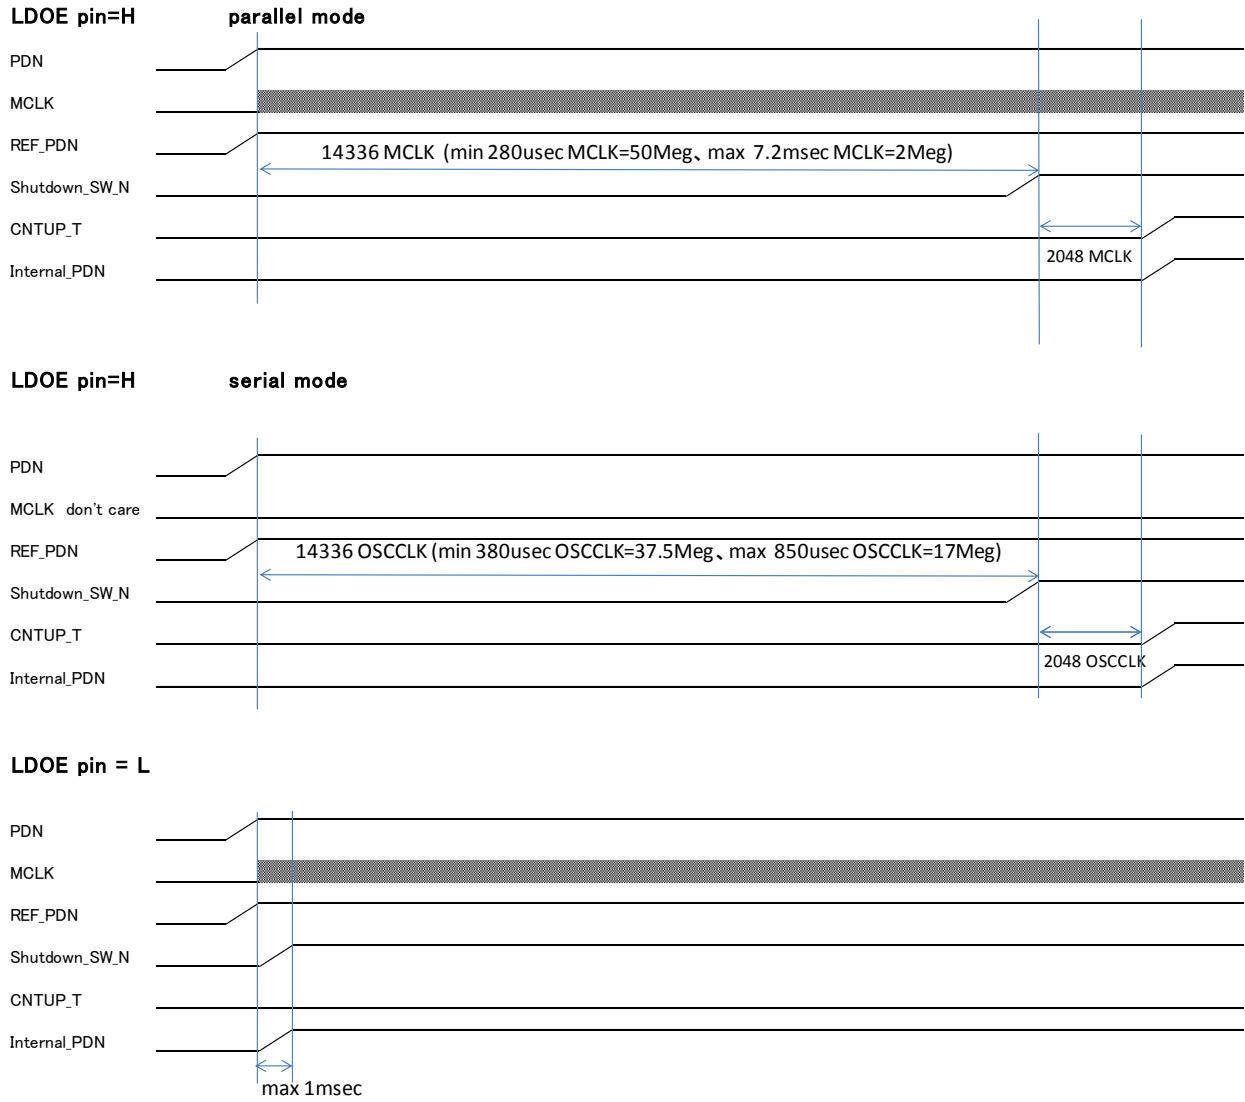 LDOE pin=H parallel mode
PDN
MCLK
REF_PDN
14336 MCLK (min 280usec MCLK=50Meg、max 7.2msec MCLK=2Meg)
Shutdown_SW_N
CNTUP_T
2048 MCLK
Internal_PDN
LDOE pin=H serial mode
PDN
MCLK don't care
REF_PDN
14336 OSCCLK (min 380usec OSCCLK=37.5Meg、max 850usec OSCCLK=17Meg)
Shutdown_SW_N
CNTUP_T
2048 OSCCLK
Internal_PDN
LDOE pin = L
PDN
MCLK
REF_PDN
Shutdown_SW_N
CNTUP_T
Internal_PDN
max 1msec